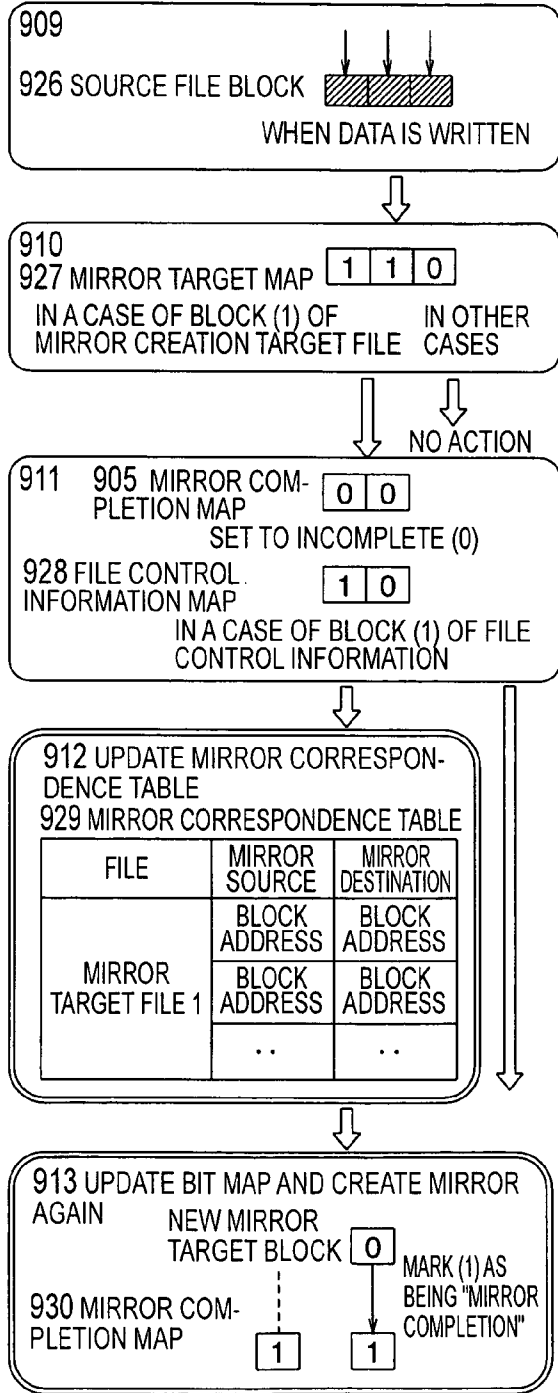 909
926 SOURCE FILE BLOCK
WHEN DATA IS WRITTEN
910
927 MIRROR TARGET MAP 1 1 0
IN A CASE OF BLOCK (1) OF
MIRROR CREATION TARGET FILE
IN OTHER
CASES
NO ACTION
911 905 MIRROR COM-
PLETION MAP
0 0
SET TO INCOMPLETE (0)
928 FILE CONTROL
INFORMATION MAP
1 0
IN A CASE OF BLOCK (1) OF FILE
CONTROL INFORMATION
912 UPDATE MIRROR CORRESPON-
DENCE TABLE
929 MIRROR CORRESPONDENCE TABLE
FILE
MIRROR
SOURCE
MIRROR
DESTINATION
MIRROR
TARGET FILE 1
BLOCK
ADDRESS
BLOCK
ADDRESS
BLOCK
ADDRESS
BLOCK
ADDRESS
. .
. .
913 UPDATE BIT MAP AND CREATE MIRROR
AGAIN
NEW MIRROR
TARGET BLOCK 0
MARK (1) AS
BEING "MIRROR
COMPLETION"
930 MIRROR COM-
PLETION MAP
1 1